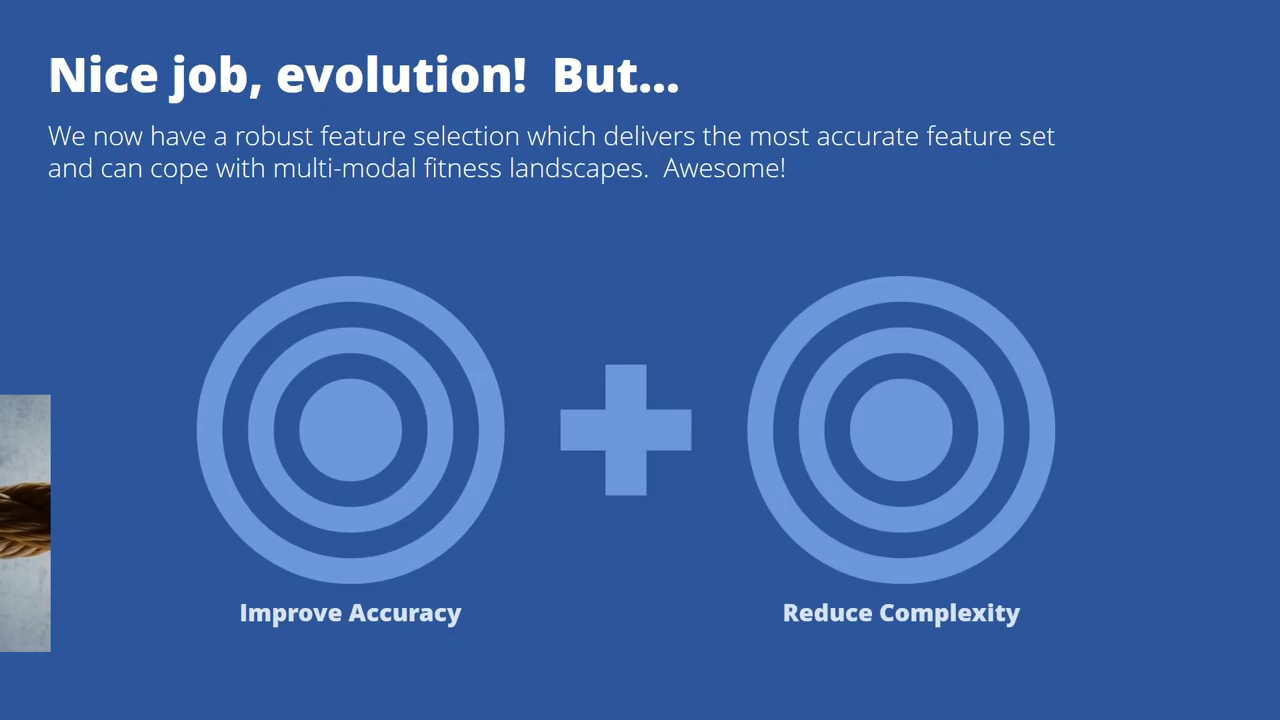 Nice job, evolution!  But...
We now have a robust feature selection which delivers the most accurate feature set
and can cope with multi-modal fitness landscapes.  Awesome!
Improve Accuracy
Reduce Complexity